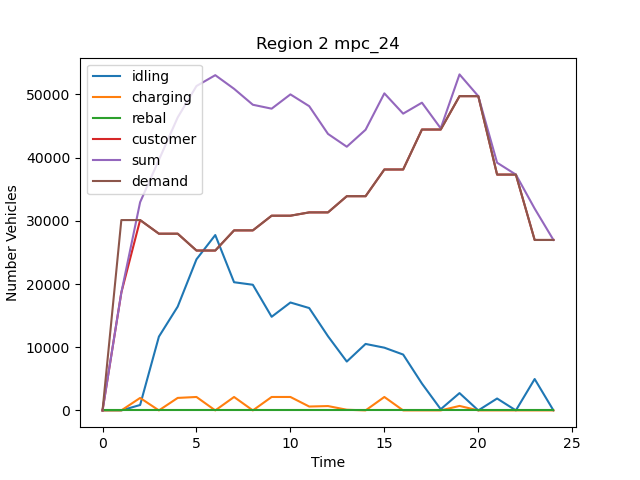 Region 2 mpc_24
idling
charging
rebal
customer
sum
demand
50000
40000
30000
20000
10000
0
Number Vehicles
0 5 10 15 20 25
Time